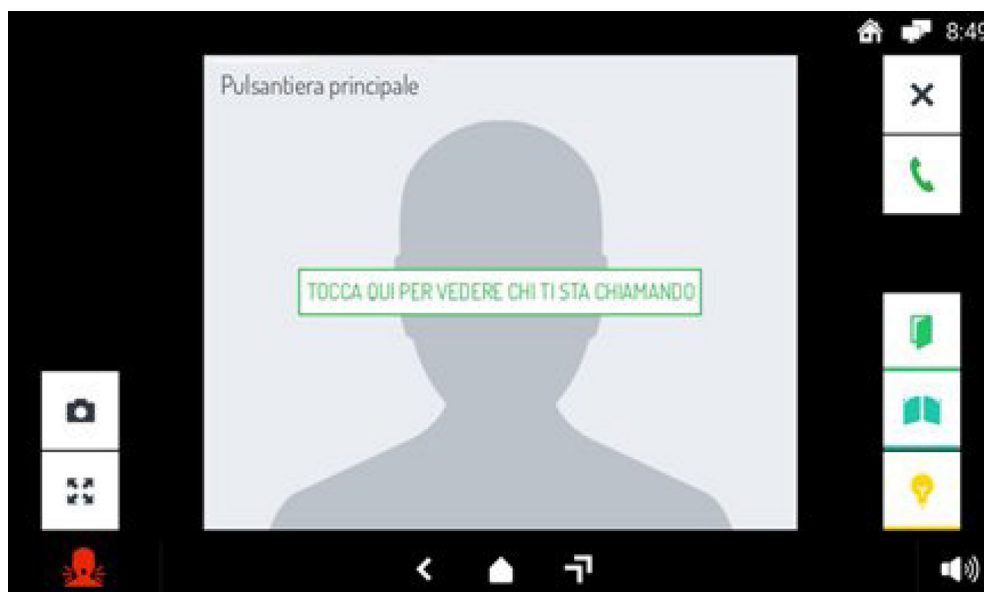 8:49
Pulsantiera principale
TOCCA QUI PER VEDERE CHI TI STA CHIAMANDO